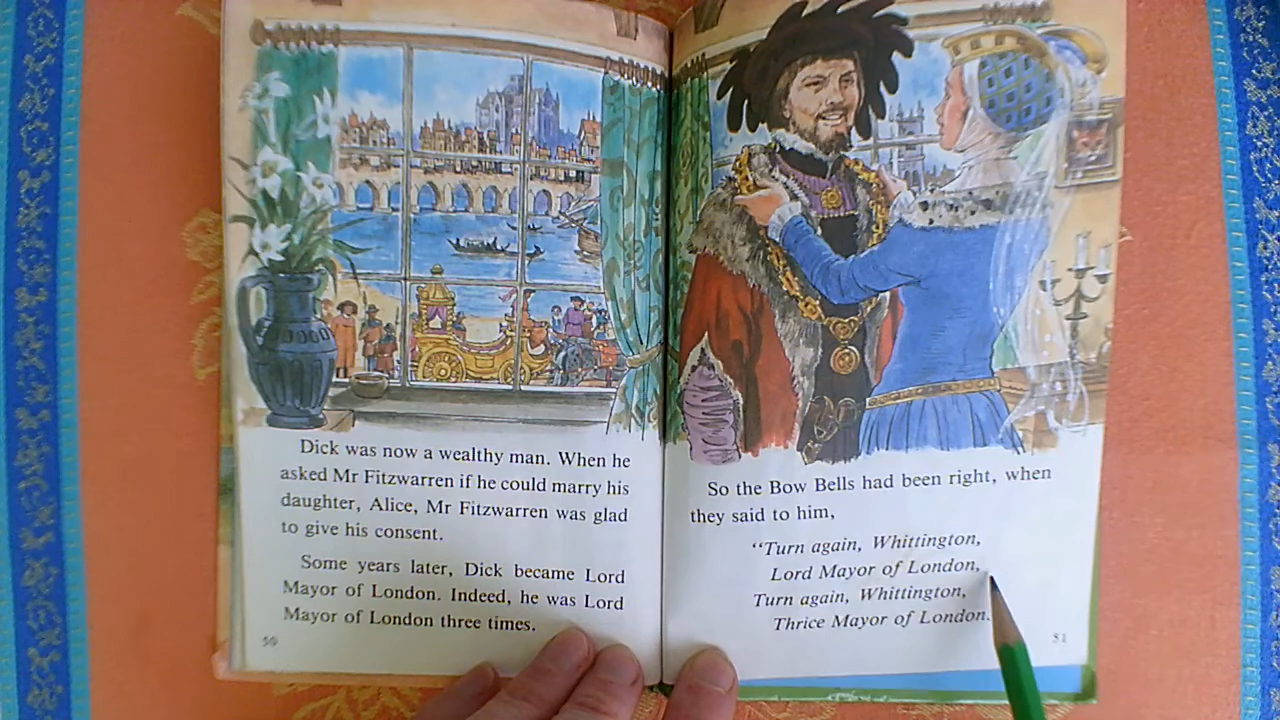 Dick was now a wealthy man. When he
asked Mr Fitzwarren if he could marry his
daughter, Alice, Mr Fitzwarren was glad
to give his consent.
Some years later, Dick became Lord
Mayor of London. Indeed, he was Lord
Mayor of London three times.
50
So the Bow Bells had been right, when
they said to him,
“Turn again, Whittington,
Lord Mayor of London,
Turn again, Whittington,
Thrice Mayor of London.
51